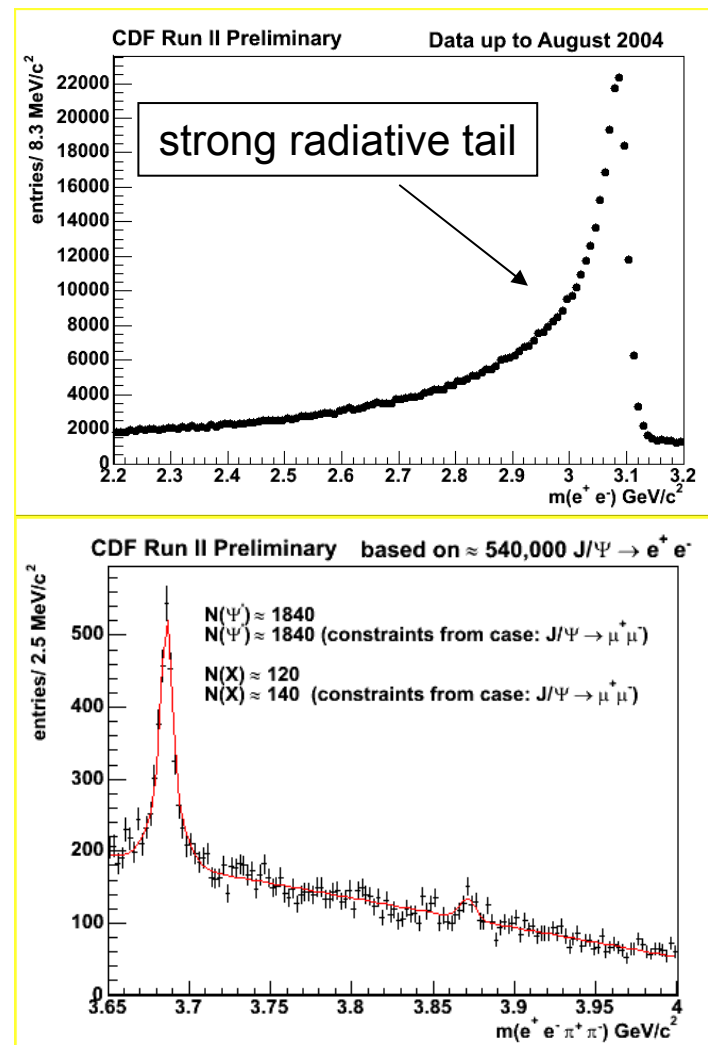 CDF Run II Preliminary Data up to August 2004
strong radiative tail
entries/ 8.3 MeV/c²
22000
20000
18000
16000
14000
12000
10000
8000
6000
4000
2000
0
2.2 2.3 2.4 2.5 2.6 2.7 2.8 2.9 3 3.1 3.2
m(e⁺ e⁻) GeV/c²
CDF Run II Preliminary based on ≈ 540,000 J/Ψ → e⁺ e⁻
N(Ψ') ≈ 1840
N(Ψ') ≈ 1840 (constraints from case: J/Ψ → μ⁺μ⁻)
N(X) ≈ 120
N(X) ≈ 140 (constraints from case: J/Ψ → μ⁺μ⁻)
entries/ 2.5 MeV/c²
500
400
300
200
100
0
3.65 3.7 3.75 3.8 3.85 3.9 3.95 4
m(e⁺ e⁻ π⁺ π⁻) GeV/c²